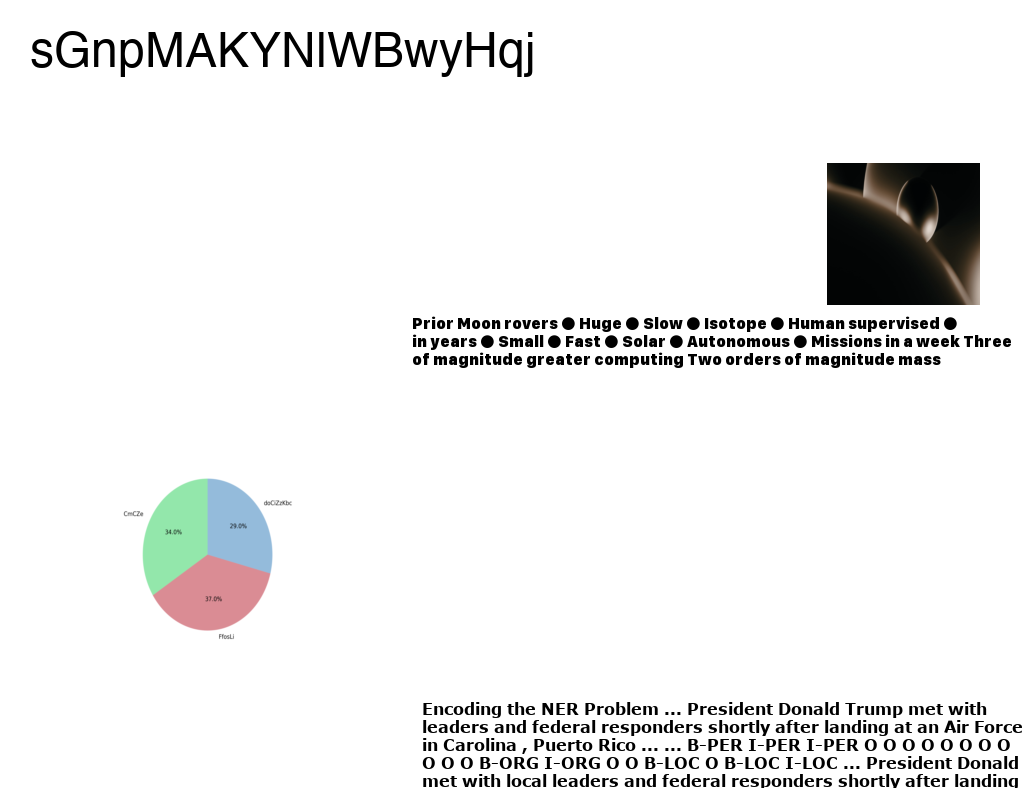 sGnpMAKYNIWBwyHqj
Prior Moon rovers ● Huge ● Slow ● Isotope ● Human supervised ●
in years ● Small ● Fast ● Solar ● Autonomous ● Missions in a week Three
of magnitude greater computing Two orders of magnitude mass
CmCZe
doCiZzKbc
34.0%
29.0%
37.0%
FfosLi
Encoding the NER Problem ... President Donald Trump met with
leaders and federal responders shortly after landing at an Air Force
in Carolina , Puerto Rico ... ... B-PER I-PER I-PER O O O O O O O O
O O O B-ORG I-ORG O O B-LOC O B-LOC I-LOC ... President Donald
met with local leaders and federal responders shortly after landing